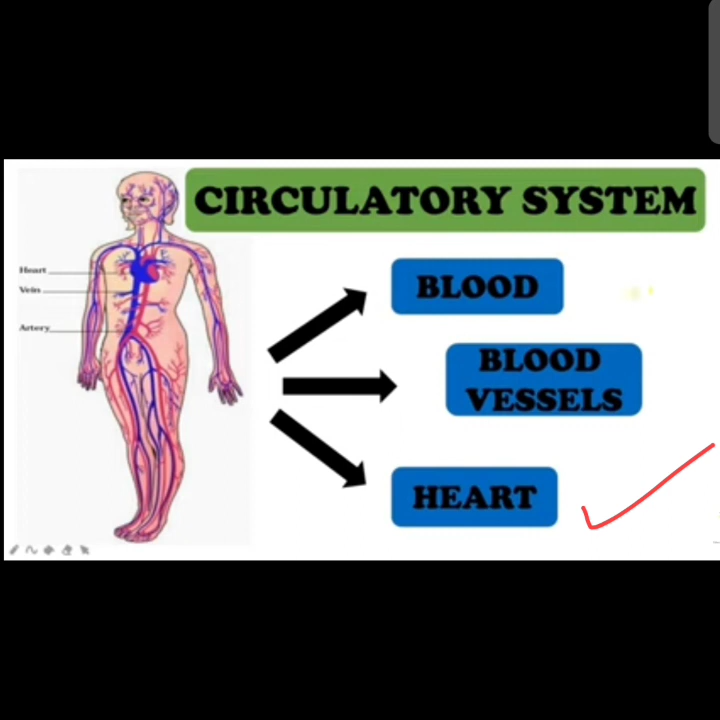 CIRCULATORY SYSTEM
Heart
Vein
Artery
BLOOD
BLOOD
VESSELS
HEART